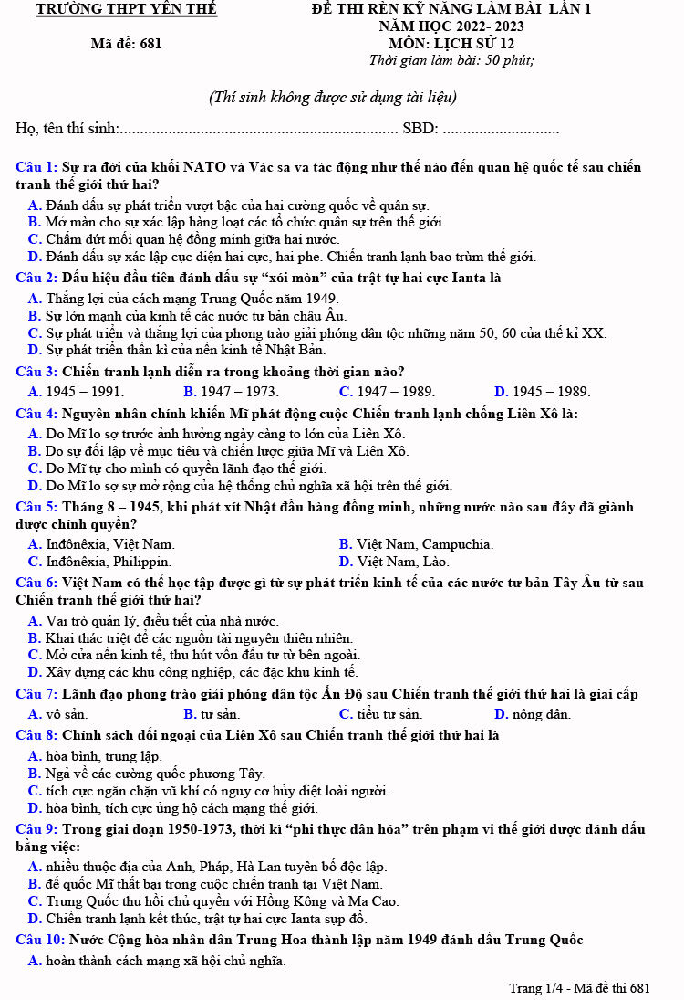 TRƯỜNG THPT YÊN THẾ
ĐỀ THI RÈN KỸ NĂNG LÀM BÀI LẦN 1
NĂM HỌC 2022- 2023
Mã đề: 681
MÔN: LỊCH SỬ 12
Thời gian làm bài: 50 phút;
(Thí sinh không được sử dụng tài liệu)
Họ, tên thí sinh:..................................................................... SBD: .............................
Câu 1: Sự ra đời của khối NATO và Vác sa va tác động như thế nào đến quan hệ quốc tế sau chiến
tranh thế giới thứ hai?
A. Đánh dấu sự phát triển vượt bậc của hai cường quốc về quân sự.
B. Mở màn cho sự xác lập hàng loạt các tổ chức quân sự trên thế giới.
C. Chấm dứt mối quan hệ đồng minh giữa hai nước.
D. Đánh dấu sự xác lập cục diện hai cực, hai phe. Chiến tranh lạnh bao trùm thế giới.
Câu 2: Dấu hiệu đầu tiên đánh dấu sự “xói mòn” của trật tự hai cực Ianta là
A. Thắng lợi của cách mạng Trung Quốc năm 1949.
B. Sự lớn mạnh của kinh tế các nước tư bản châu Âu.
C. Sự phát triển và thắng lợi của phong trào giải phóng dân tộc những năm 50, 60 của thế kỉ XX.
D. Sự phát triển thần kì của nền kinh tế Nhật Bản.
Câu 3: Chiến tranh lạnh diễn ra trong khoảng thời gian nào?
A. 1945 – 1991. B. 1947 – 1973. C. 1947 – 1989. D. 1945 – 1989.
Câu 4: Nguyên nhân chính khiến Mĩ phát động cuộc Chiến tranh lạnh chống Liên Xô là:
A. Do Mĩ lo sợ trước ảnh hưởng ngày càng to lớn của Liên Xô.
B. Do sự đối lập về mục tiêu và chiến lược giữa Mĩ và Liên Xô.
C. Do Mĩ tự cho mình có quyền lãnh đạo thế giới.
D. Do Mĩ lo sợ sự mở rộng của hệ thống chủ nghĩa xã hội trên thế giới.
Câu 5: Tháng 8 – 1945, khi phát xít Nhật đầu hàng đồng minh, những nước nào sau đây đã giành
được chính quyền?
A. Inđônêxia, Việt Nam. B. Việt Nam, Campuchia.
C. Inđônêxia, Philippin. D. Việt Nam, Lào.
Câu 6: Việt Nam có thể học tập được gì từ sự phát triển kinh tế của các nước tư bản Tây Âu từ sau
Chiến tranh thế giới thứ hai?
A. Vai trò quản lý, điều tiết của nhà nước.
B. Khai thác triệt để các nguồn tài nguyên thiên nhiên.
C. Mở cửa nền kinh tế, thu hút vốn đầu tư từ bên ngoài.
D. Xây dựng các khu công nghiệp, các đặc khu kinh tế.
Câu 7: Lãnh đạo phong trào giải phóng dân tộc Ấn Độ sau Chiến tranh thế giới thứ hai là giai cấp
A. vô sản. B. tư sản. C. tiểu tư sản. D. nông dân.
Câu 8: Chính sách đối ngoại của Liên Xô sau Chiến tranh thế giới thứ hai là
A. hòa bình, trung lập.
B. Ngả về các cường quốc phương Tây.
C. tích cực ngăn chặn vũ khí có nguy cơ hủy diệt loài người.
D. hòa bình, tích cực ủng hộ cách mạng thế giới.
Câu 9: Trong giai đoạn 1950-1973, thời kì “phi thực dân hóa” trên phạm vi thế giới được đánh dấu
bằng việc:
A. nhiều thuộc địa của Anh, Pháp, Hà Lan tuyên bố độc lập.
B. đế quốc Mĩ thất bại trong cuộc chiến tranh tại Việt Nam.
C. Trung Quốc thu hồi chủ quyền với Hồng Kông và Ma Cao.
D. Chiến tranh lạnh kết thúc, trật tự hai cực Ianta sụp đổ.
Câu 10: Nước Cộng hòa nhân dân Trung Hoa thành lập năm 1949 đánh dấu Trung Quốc
A. hoàn thành cách mạng xã hội chủ nghĩa.
Trang 1/4 - Mã đề thi 681